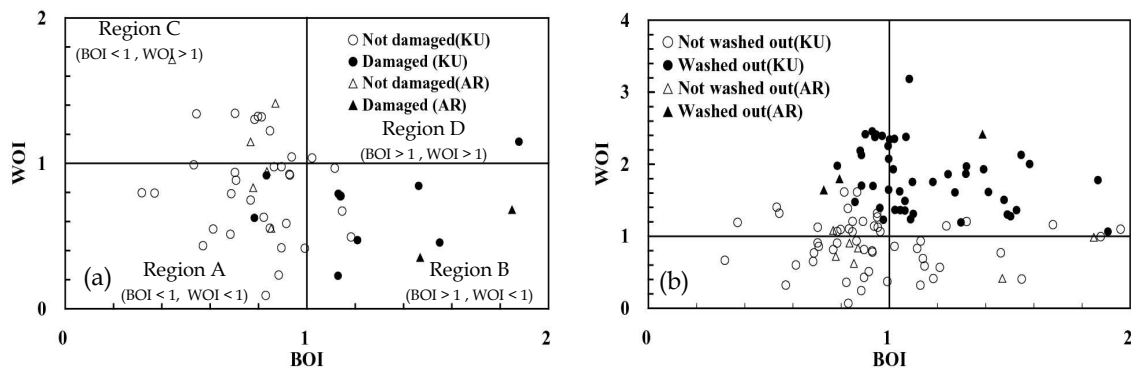 2
Region C
(BOI < 1 , WOI > 1)
Not damaged(KU)
Damaged (KU)
Not damaged(AR)
Damaged (AR)
Region D
(BOI > 1 , WOI > 1)
WOI
1
Region A
(BOI < 1, WOI < 1)
Region B
(BOI > 1 , WOI < 1)
(a)
0
0
1
2
BOI
4
Not washed out(KU)
Washed out(KU)
Not washed out(AR)
Washed out(AR)
3
WOI
2
1
(b)
0
0
1
2
BOI